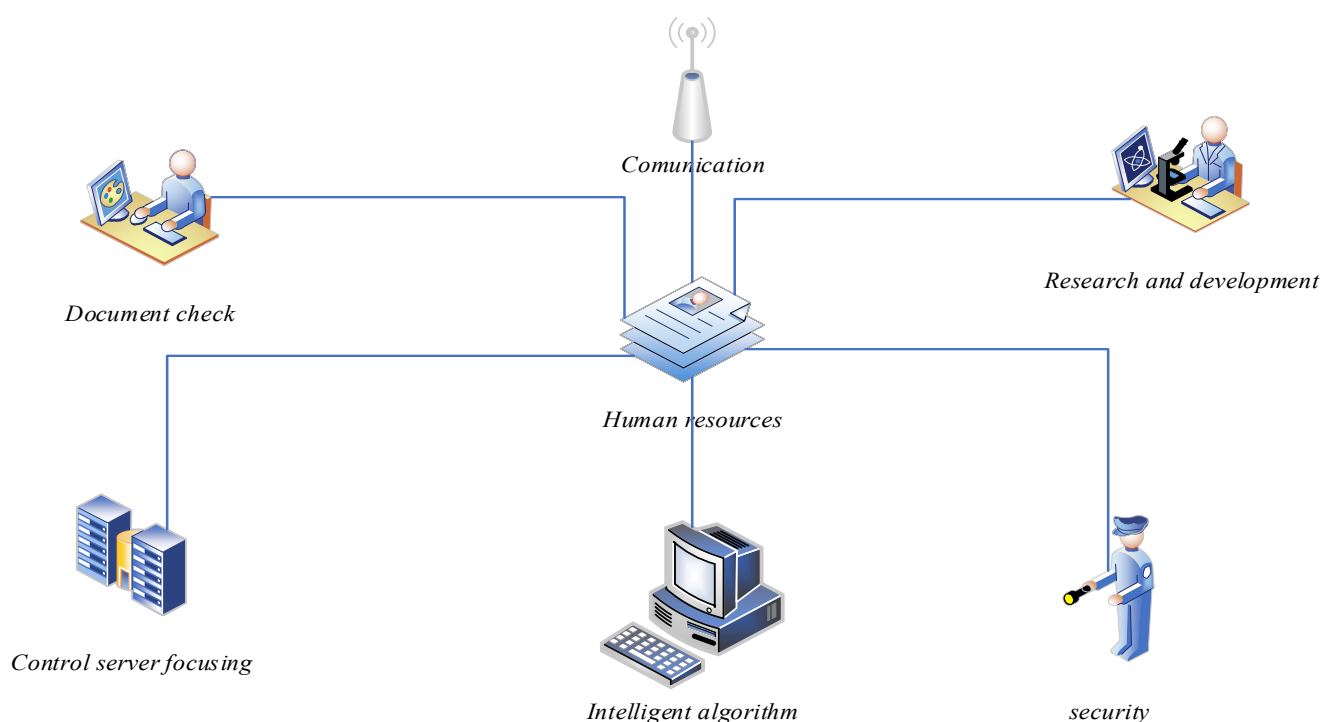 Comunication
Research and development
Document check
Human resources
Control server focusing
Intelligent algorithm
security